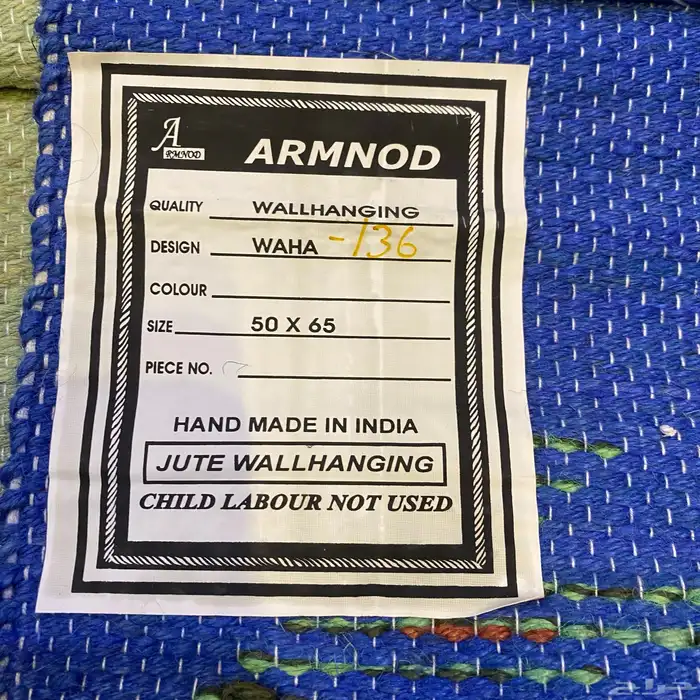 A
RMNOD
ARMNOD
QUALITY WALLHANGING
DESIGN WAHA -136
COLOUR
SIZE 50 X 65
PIECE NO.
HAND MADE IN INDIA
JUTE WALLHANGING
CHILD LABOUR NOT USED